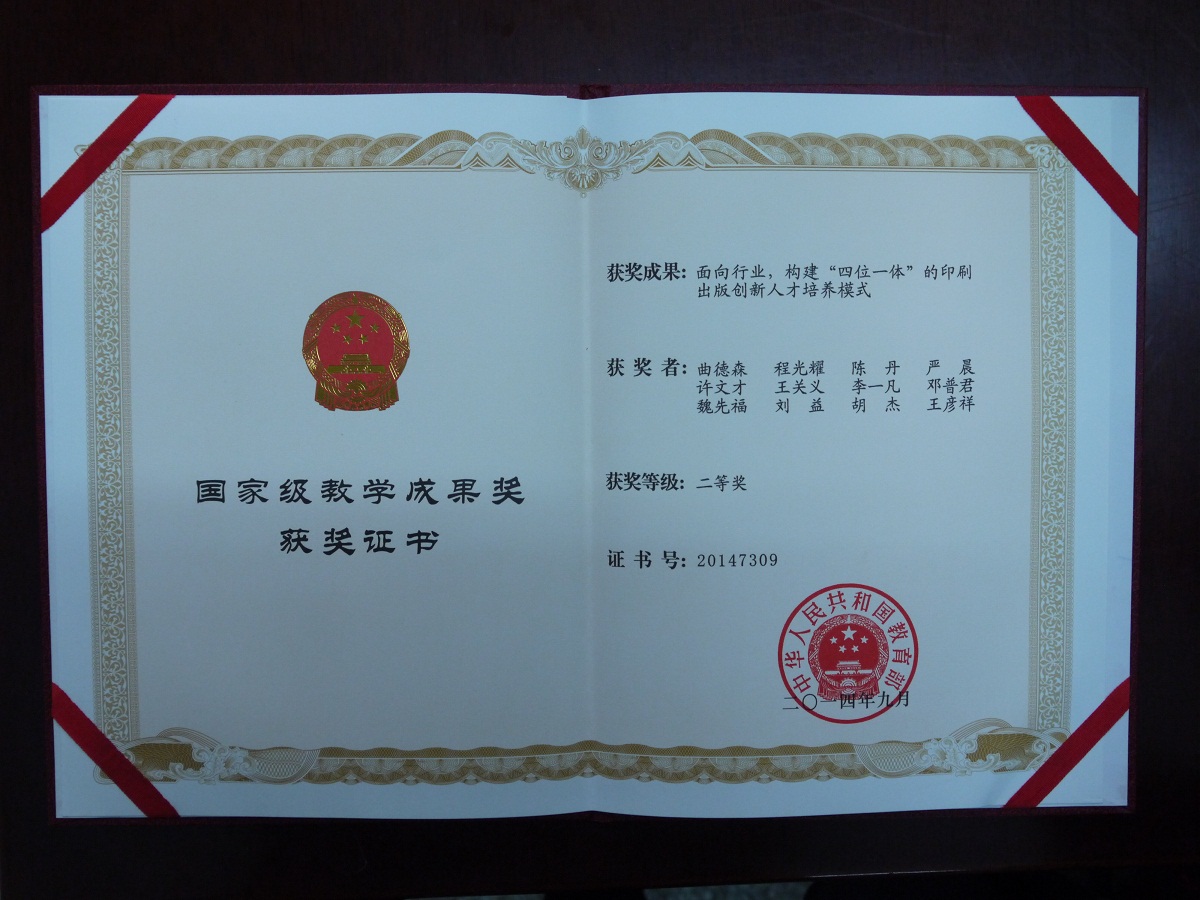 国家级教学成果奖
获奖证书
获奖成果: 面向行业, 构建“四位一体”的印刷
出版创新人才培养模式
获 奖 者: 曲德森 程光耀 陈 丹 严 晨
许文才 王关义 李一凡 邓普君
魏先福 刘 益 胡 杰 王彦祥
获奖等级: 二等奖
证 书 号: 20147309
中华人民共和国教育部
二〇一四年九月